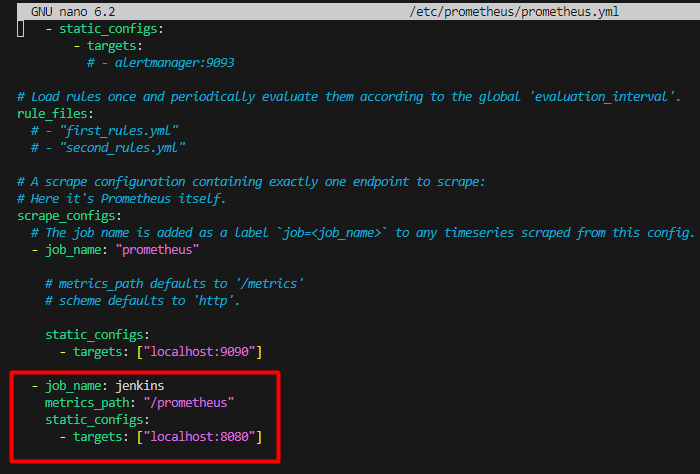 GNU nano 6.2 /etc/prometheus/prometheus.yml
- static_configs:
- targets:
# - alertmanager:9093
# Load rules once and periodically evaluate them according to the global 'evaluation_interval'.
rule_files:
# - "first_rules.yml"
# - "second_rules.yml"
# A scrape configuration containing exactly one endpoint to scrape:
# Here it's Prometheus itself.
scrape_configs:
# The job name is added as a label `job=<job_name>` to any timeseries scraped from this config.
- job_name: "prometheus"
# metrics_path defaults to '/metrics'
# scheme defaults to 'http'.
static_configs:
- targets: ["localhost:9090"]
- job_name: jenkins
metrics_path: "/prometheus"
static_configs:
- targets: ["localhost:8080"]